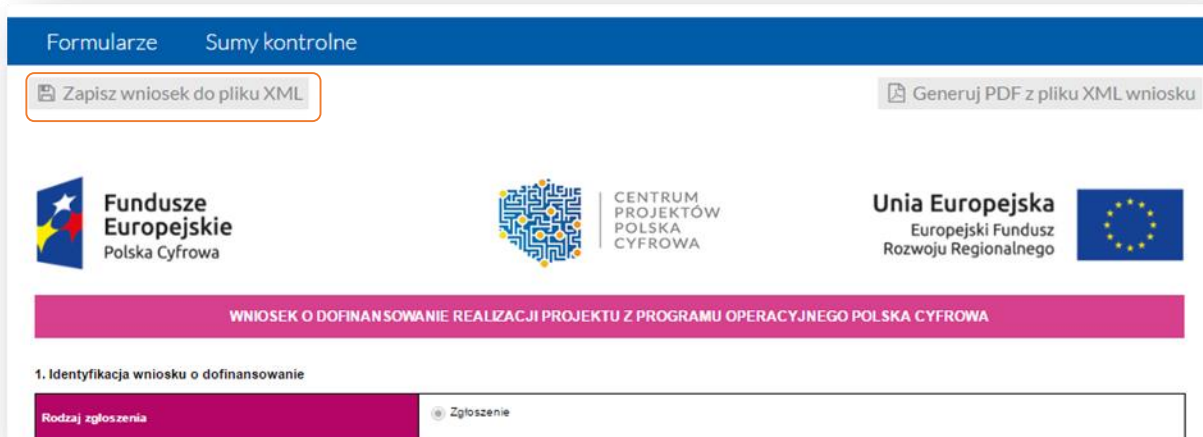 Formularze Sumy kontrolne
Zapisz wniosek do pliku XML
Generuj PDF z pliku XML wniosku
Fundusze
Europejskie
Polska Cyfrowa
CENTRUM
PROJEKTÓW
POLSKA
CYFROWA
Unia Europejska
Europejski Fundusz
Rozwoju Regionalnego
WNIOSEK O DOFINANSOWANIE REALIZACJI PROJEKTU Z PROGRAMU OPERACYJNEGO POLSKA CYFROWA
1. Identyfikacja wniosku o dofinansowanie
Rodzaj zgłoszenia
Zgłoszenie